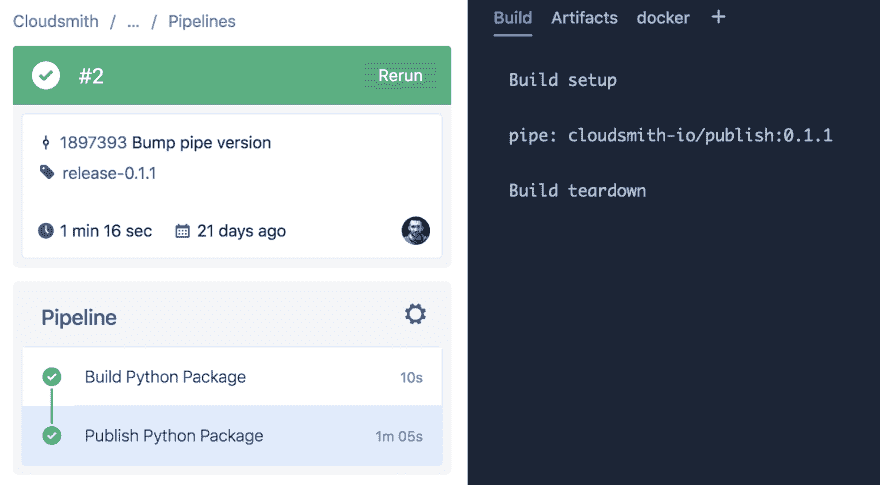 Cloudsmith / ... / Pipelines
#2 Rerun
1897393 Bump pipe version
release-0.1.1
1 min 16 sec 21 days ago
Pipeline
Build Python Package 10s
Publish Python Package 1m 05s
Build Artifacts docker +
Build setup
pipe: cloudsmith-io/publish:0.1.1
Build teardown